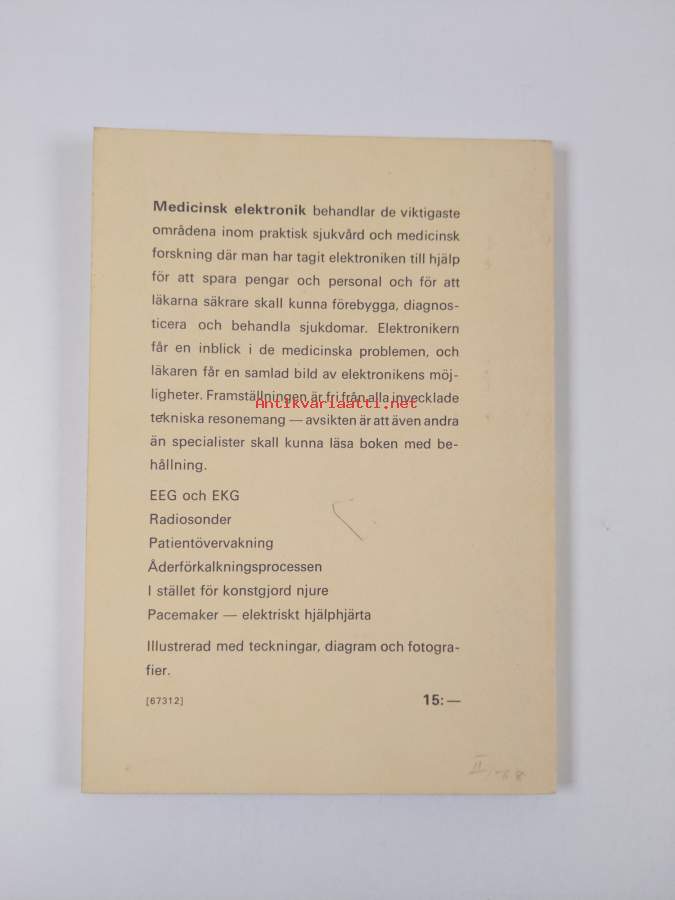 Medicinsk elektronik behandlar de viktigaste
områdena inom praktisk sjukvård och medicinsk
forskning där man har tagit elektroniken till hjälp
för att spara pengar och personal och för att
läkarna säkrare skall kunna förebygga, diagnos-
ticera och behandla sjukdomar. Elektronikern
får en inblick i de medicinska problemen, och
läkaren får en samlad bild av elektronikens möj-
ligheter. Framställningen är fri från alla invecklade
Antikvariaatti.net
tekniska resonemang — avsikten är att även andra
än specialister skall kunna läsa boken med be-
hållning.
EEG och EKG
Radiosonder
Patientövervakning
Åderförkalkningsprocessen
I stället för konstgjord njure
Pacemaker — elektriskt hjälphjärta
Illustrerad med teckningar, diagram och fotogra-
fier.
[67312] 15:—